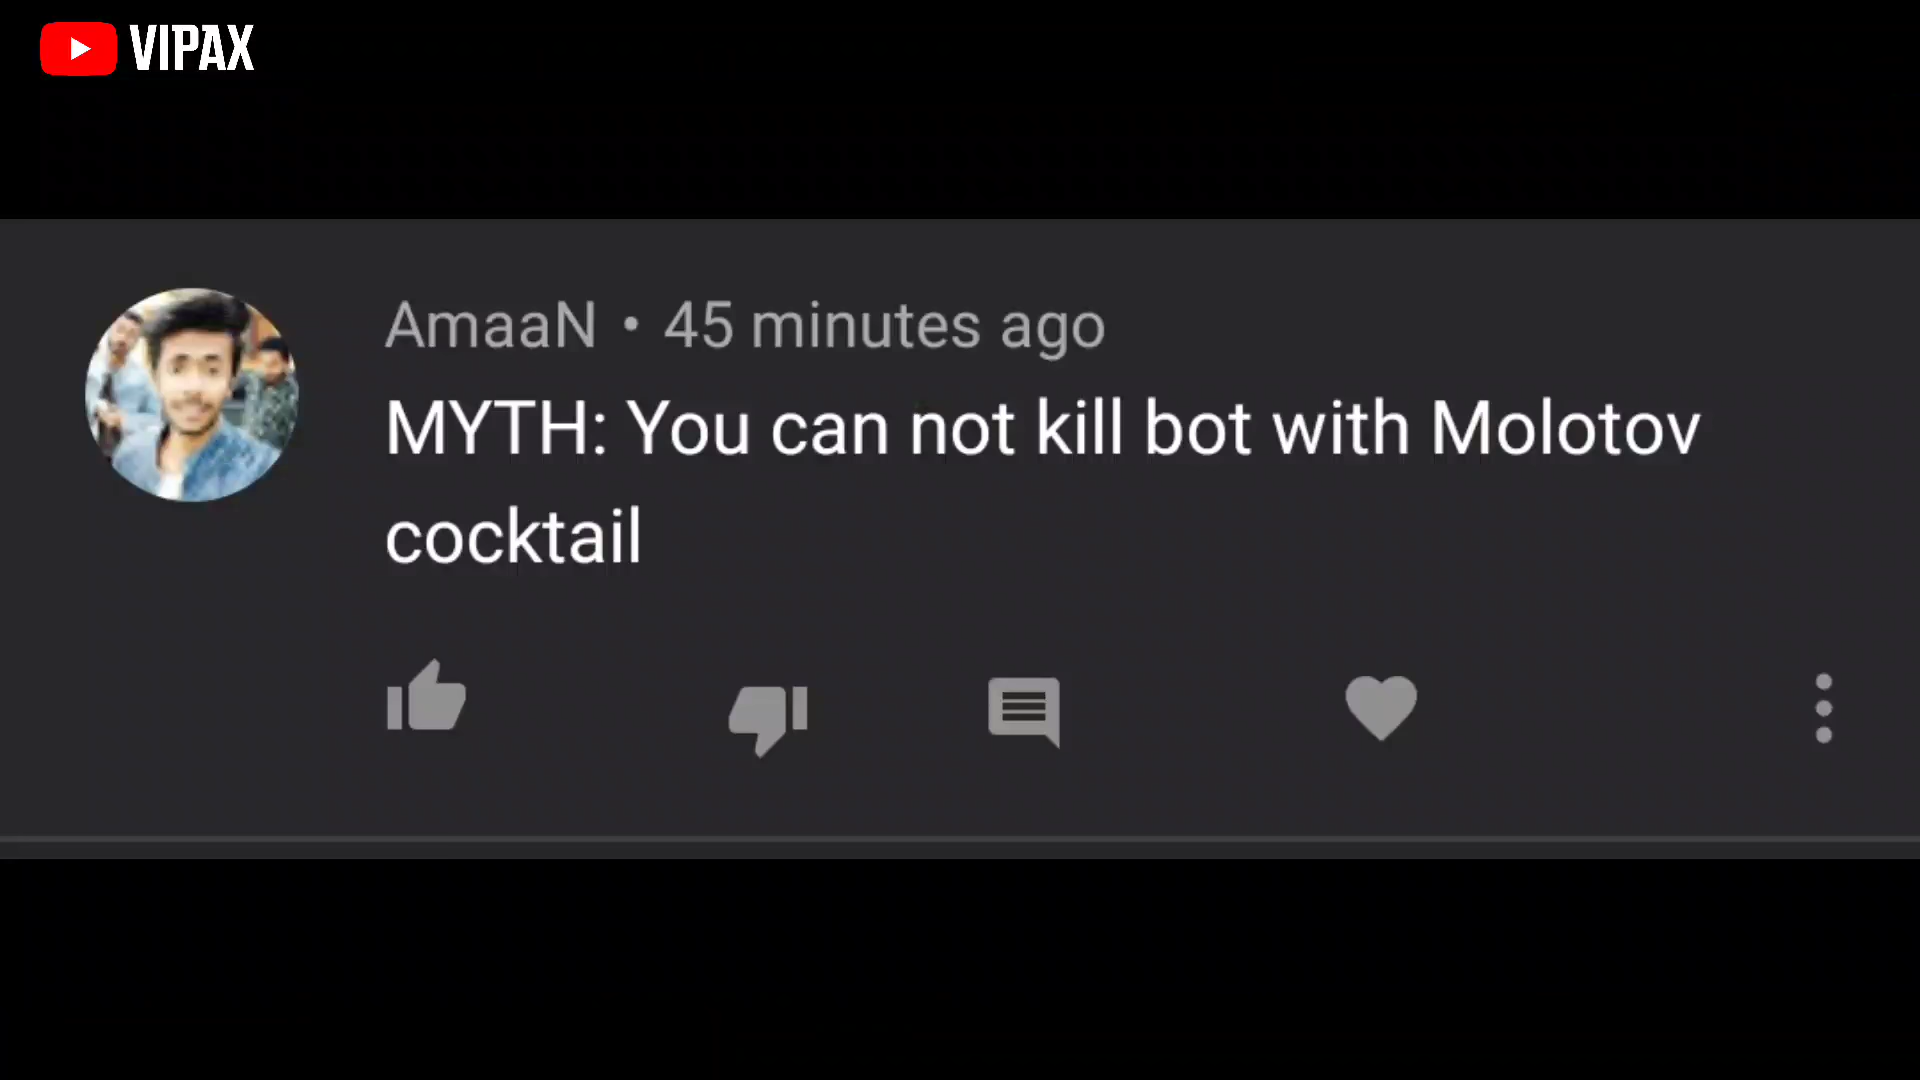 VIPAX
AmaaN • 45 minutes ago
MYTH: You can not kill bot with Molotov
cocktail